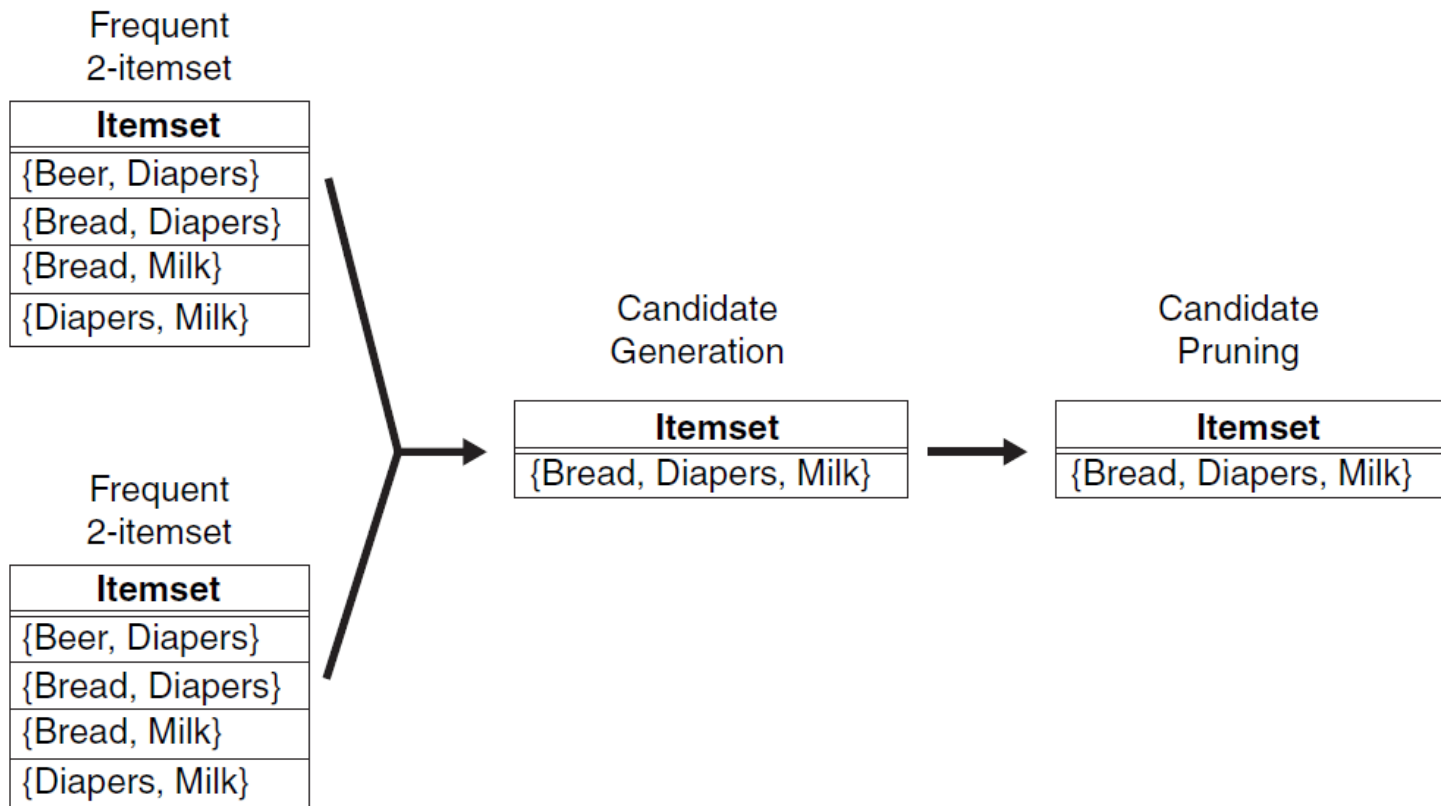 Frequent
2-itemset
Itemset
{Beer, Diapers}
{Bread, Diapers}
{Bread, Milk}
{Diapers, Milk}
Frequent
2-itemset
Itemset
{Beer, Diapers}
{Bread, Diapers}
{Bread, Milk}
{Diapers, Milk}
Candidate
Generation
Itemset
{Bread, Diapers, Milk}
Candidate
Pruning
Itemset
{Bread, Diapers, Milk}